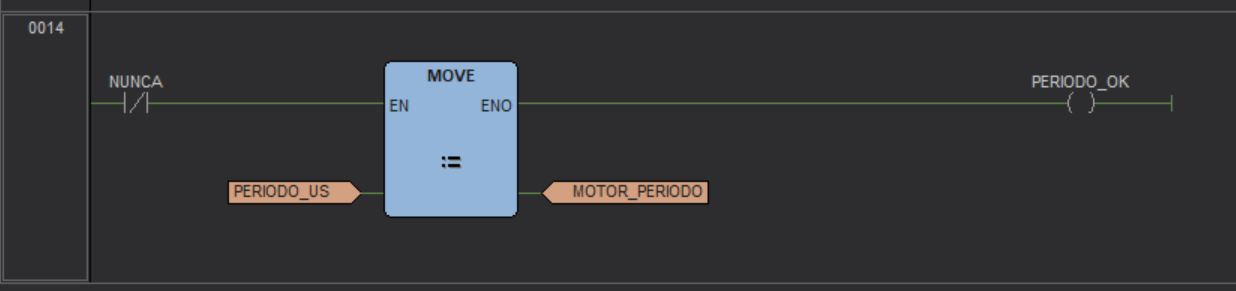 0014
NUNCA
MOVE
PERIODO_OK
EN
ENO
:=
PERIODO_US
MOTOR_PERIODO